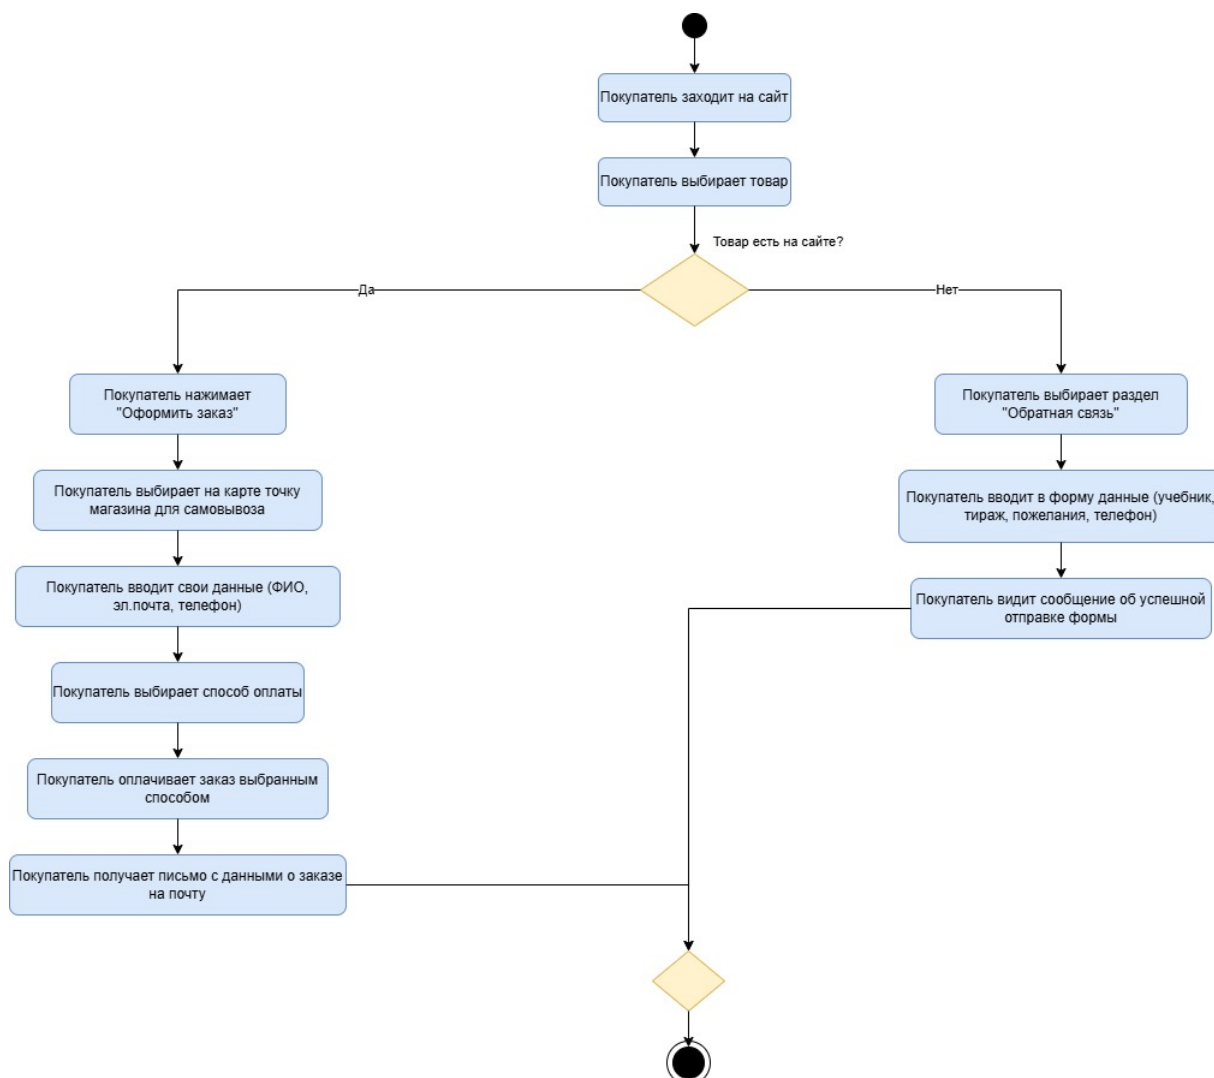 Покупатель заходит на сайт
Покупатель выбирает товар
Товар есть на сайте?
Да
Нет
Покупатель нажимает
"Оформить заказ"
Покупатель выбирает на карте точку
магазина для самовывоза
Покупатель вводит свои данные (ФИО,
эл.почта, телефон)
Покупатель выбирает способ оплаты
Покупатель оплачивает заказ выбранным
способом
Покупатель получает письмо с данными о заказе
на почту
Покупатель выбирает раздел
"Обратная связь"
Покупатель вводит в форму данные (учебник,
тираж, пожелания, телефон)
Покупатель видит сообщение об успешной
отправке формы